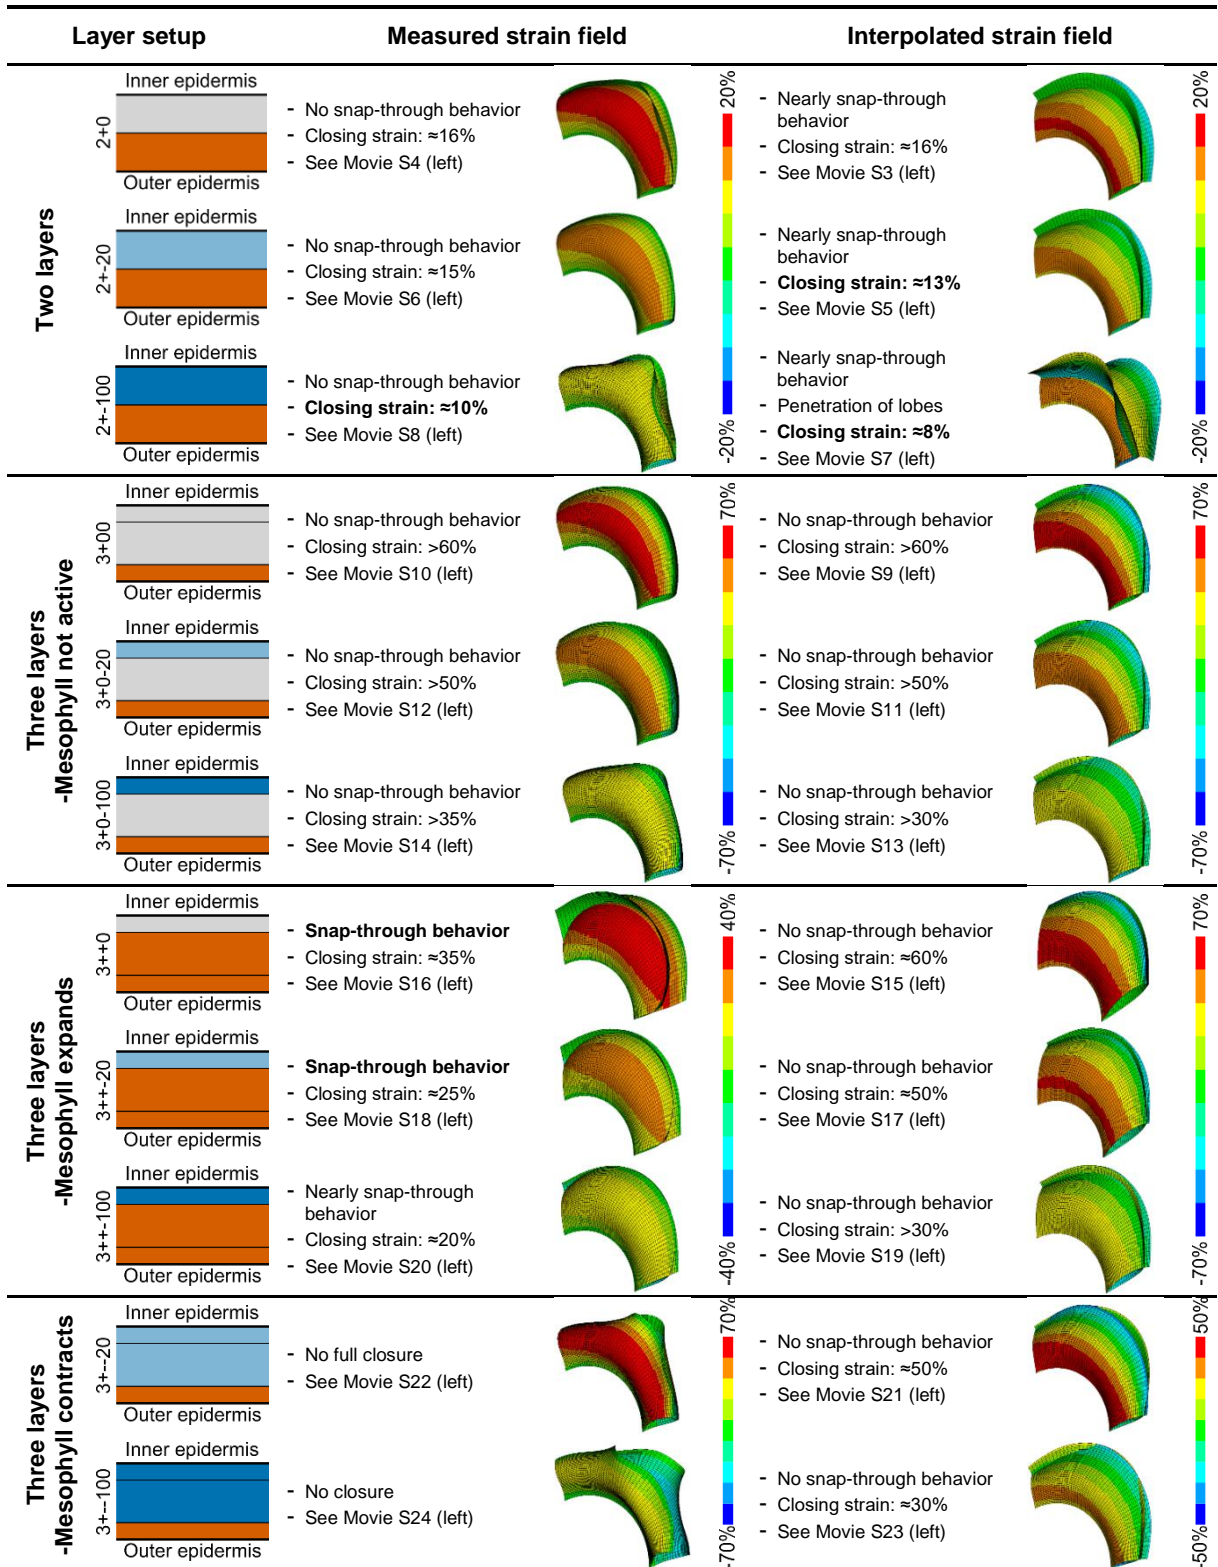 Layer setup
Measured strain field
Interpolated strain field
Two layers
2+0
Inner epidermis
Outer epidermis
- No snap-through behavior
- Closing strain: ≈16%
- See Movie S4 (left)
- Nearly snap-through
behavior
- Closing strain: ≈16%
- See Movie S3 (left)
2+-20
Inner epidermis
Outer epidermis
- No snap-through behavior
- Closing strain: ≈15%
- See Movie S6 (left)
- Nearly snap-through
behavior
- Closing strain: ≈13%
- See Movie S5 (left)
2+-100
Inner epidermis
Outer epidermis
- No snap-through behavior
- Closing strain: ≈10%
- See Movie S8 (left)
- Nearly snap-through
behavior
- Penetration of lobes
- Closing strain: ≈8%
- See Movie S7 (left)
20%
-20%
20%
-20%
Three layers
-Mesophyll not active
3+00
Inner epidermis
Outer epidermis
- No snap-through behavior
- Closing strain: >60%
- See Movie S10 (left)
- No snap-through behavior
- Closing strain: >60%
- See Movie S9 (left)
3+0-20
Inner epidermis
Outer epidermis
- No snap-through behavior
- Closing strain: >50%
- See Movie S12 (left)
- No snap-through behavior
- Closing strain: >50%
- See Movie S11 (left)
3+0-100
Inner epidermis
Outer epidermis
- No snap-through behavior
- Closing strain: >35%
- See Movie S14 (left)
- No snap-through behavior
- Closing strain: >30%
- See Movie S13 (left)
70%
-70%
70%
-70%
Three layers
-Mesophyll expands
3++0
Inner epidermis
Outer epidermis
- Snap-through behavior
- Closing strain: ≈35%
- See Movie S16 (left)
- No snap-through behavior
- Closing strain: ≈60%
- See Movie S15 (left)
3++-20
Inner epidermis
Outer epidermis
- Snap-through behavior
- Closing strain: ≈25%
- See Movie S18 (left)
- No snap-through behavior
- Closing strain: ≈50%
- See Movie S17 (left)
3++-100
Inner epidermis
Outer epidermis
- Nearly snap-through
behavior
- Closing strain: ≈20%
- See Movie S20 (left)
- No snap-through behavior
- Closing strain: >30%
- See Movie S19 (left)
40%
-40%
70%
-70%
Three layers
-Mesophyll contracts
3+--20
Inner epidermis
Outer epidermis
- No full closure
- See Movie S22 (left)
- No snap-through behavior
- Closing strain: ≈50%
- See Movie S21 (left)
3+--100
Inner epidermis
Outer epidermis
- No closure
- See Movie S24 (left)
- No snap-through behavior
- Closing strain: ≈30%
- See Movie S23 (left)
70%
-70%
50%
-50%